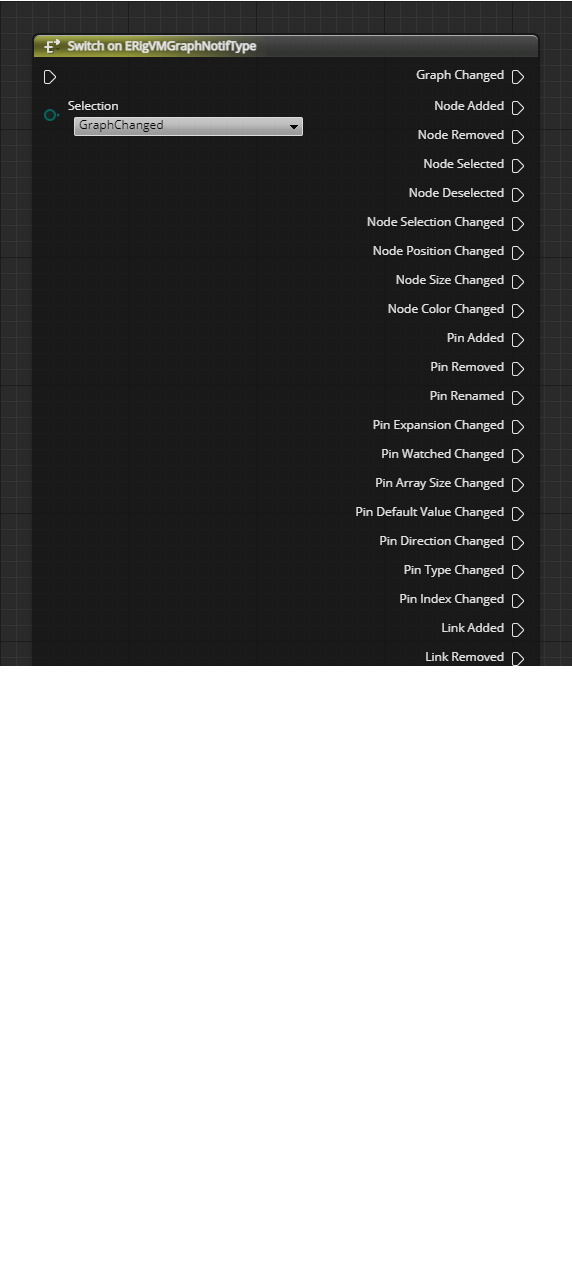 Switch on ERigVMGraphNotifType
Graph Changed
Selection
GraphChanged
Node Added
Node Removed
Node Selected
Node Deselected
Node Selection Changed
Node Position Changed
Node Size Changed
Node Color Changed
Pin Added
Pin Removed
Pin Renamed
Pin Expansion Changed
Pin Watched Changed
Pin Array Size Changed
Pin Default Value Changed
Pin Direction Changed
Pin Type Changed
Pin Index Changed
Link Added
Link Removed